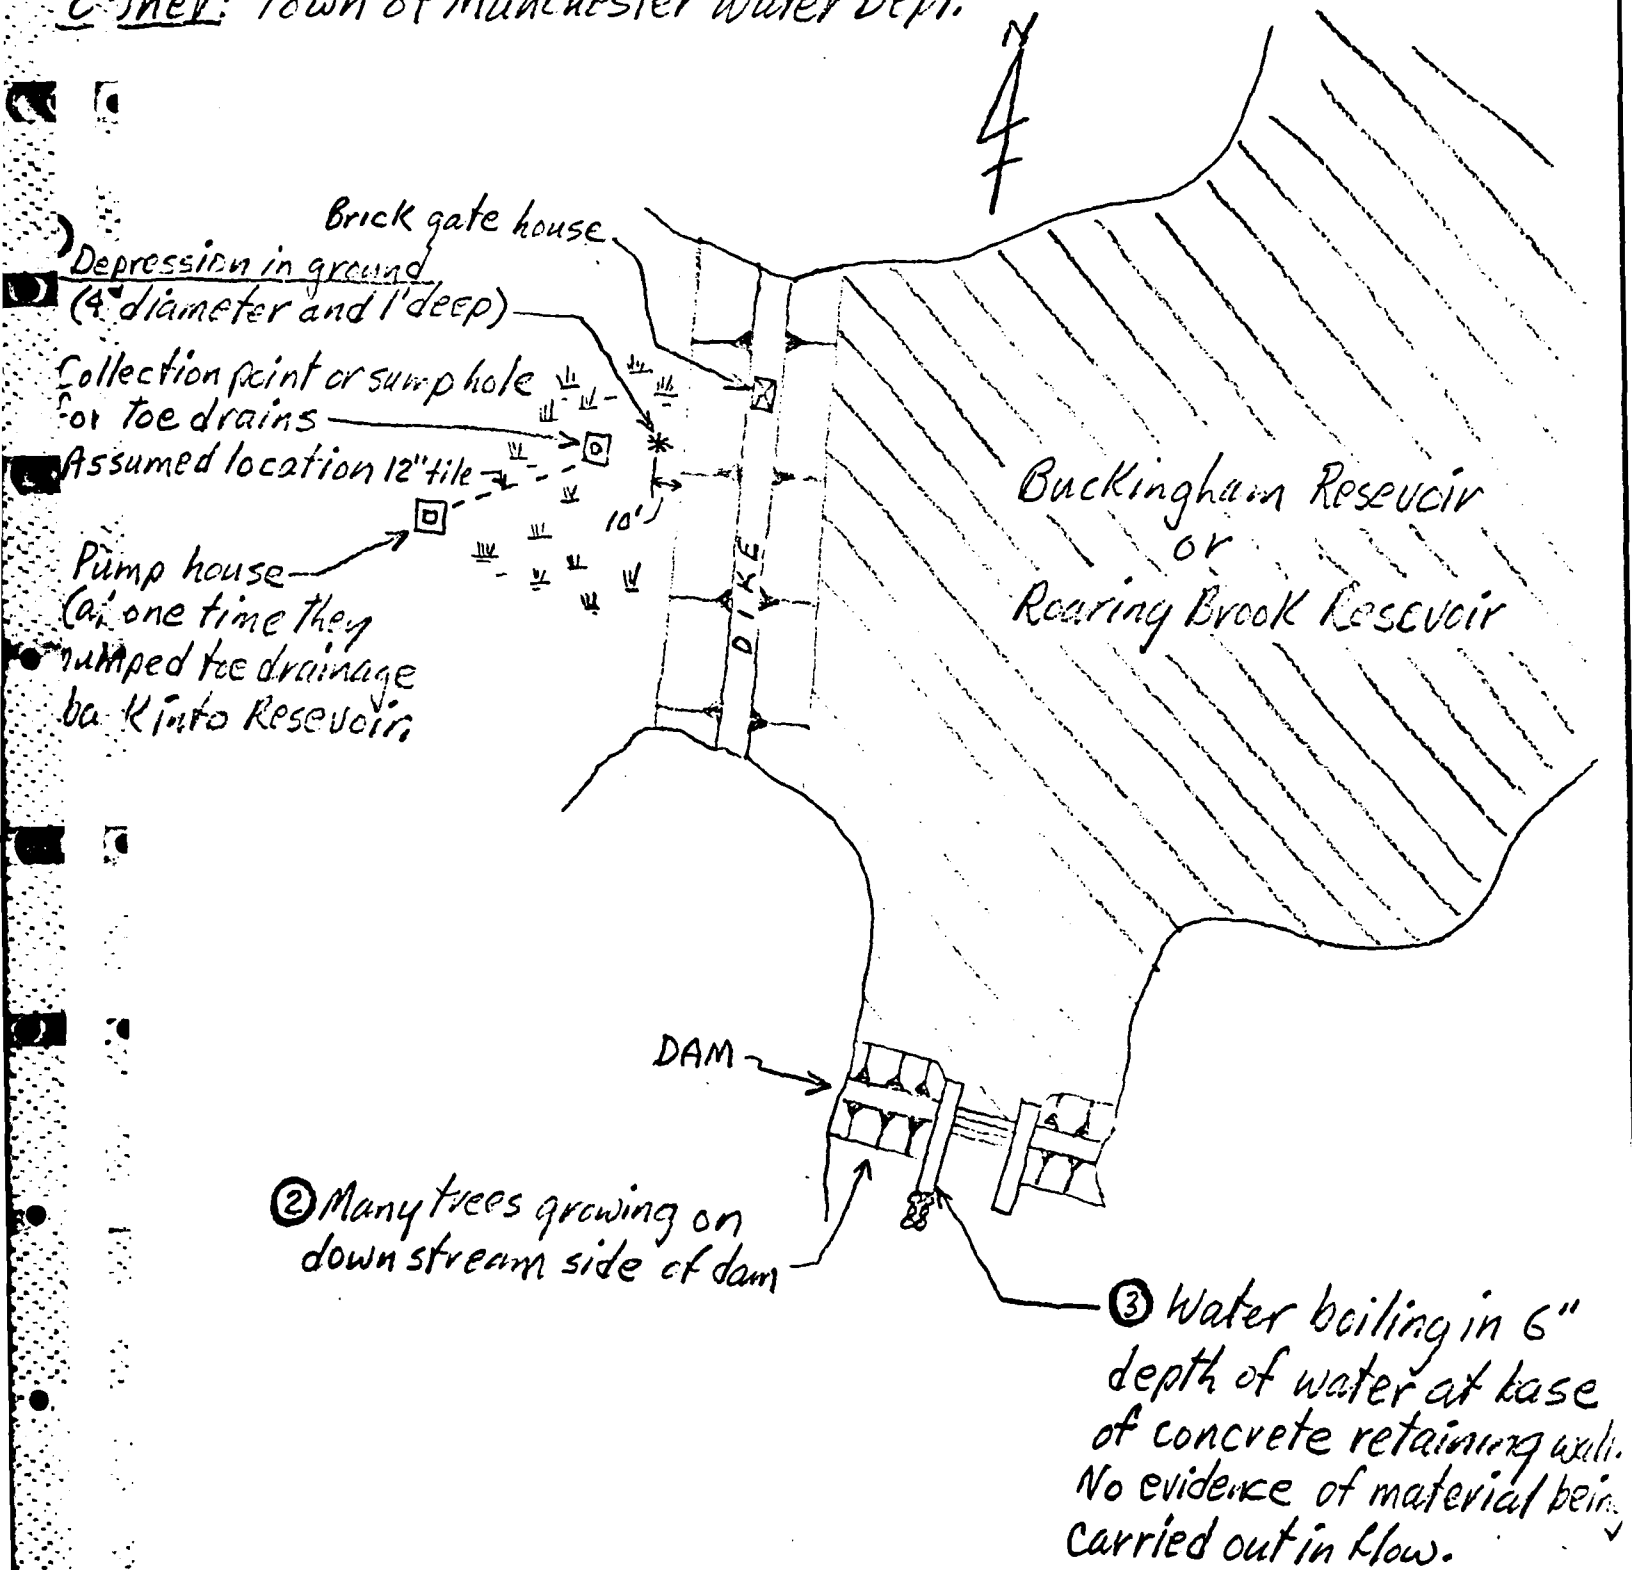 Town of Manchester Water Dept.
N
Brick gate house
Depression in ground
(4' diameter and 1' deep)
Collection point or sump hole
for toe drains
Assumed location 12" tile
10'
Pump house
(at one time they
pumped toe drainage
back into Resevoir.
DIKE
Buckingham Resevoir
or
Roaring Brook Resevoir
DAM
② Many trees growing on
downstream side of dam
③ Water boiling in 6"
depth of water at base
of concrete retaining wall.
No evidence of material being
carried out in flow.